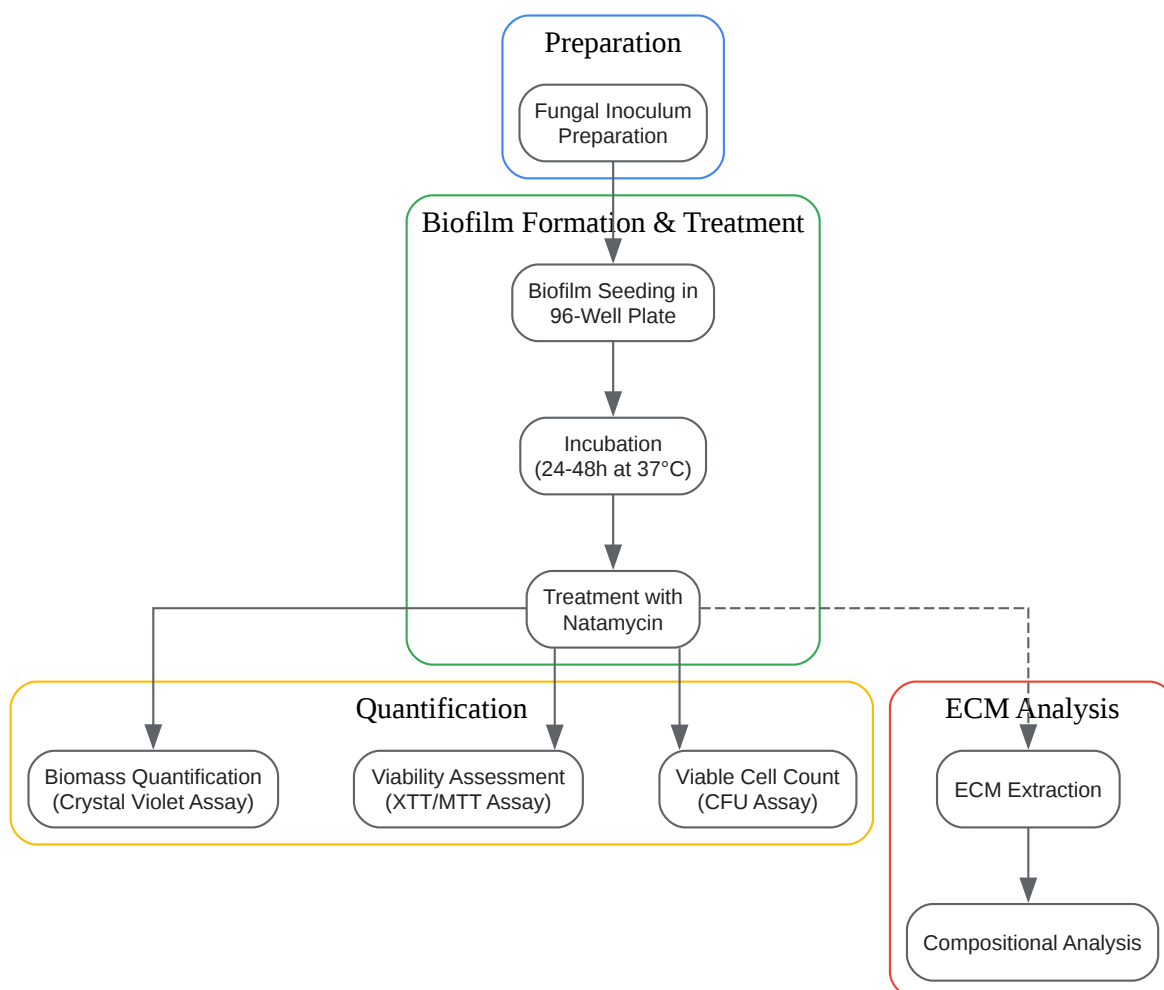 Preparation
Fungal Inoculum
Preparation
Biofilm Formation & Treatment
Biofilm Seeding in
96-Well Plate
Incubation
(24-48h at 37°C)
Treatment with
Natamycin
Quantification
Biomass Quantification
(Crystal Violet Assay)
Viability Assessment
(XTT/MTT Assay)
Viable Cell Count
(CFU Assay)
ECM Analysis
ECM Extraction
Compositional Analysis